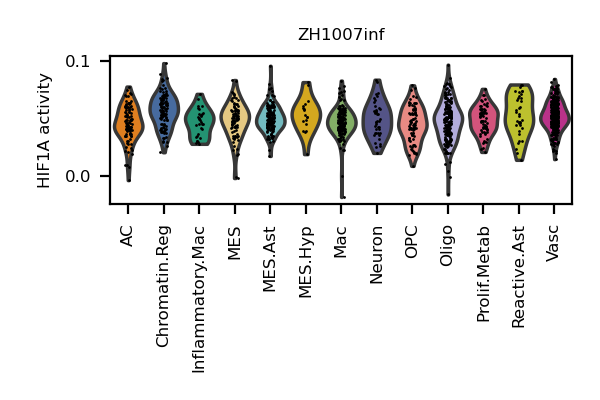 ZH1007inf
HIF1A activity
0.1
0.0
AC
Chromatin.Reg
Inflammatory.Mac
MES
MES.Ast
MES.Hyp
Mac
Neuron
OPC
Oligo
Prolif.Metab
Reactive.Ast
Vasc